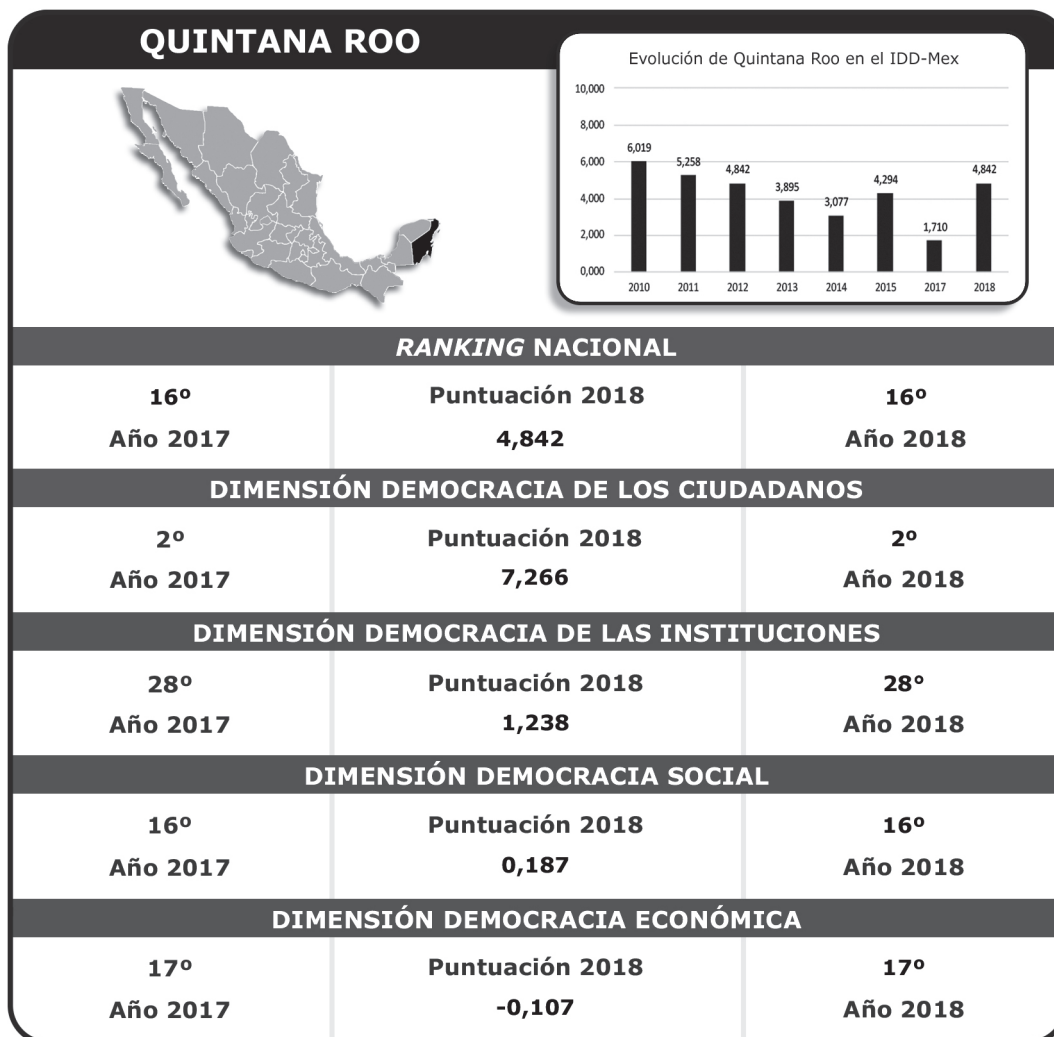 QUINTANA ROO
Evolución de Quintana Roo en el IDD-Mex
10,000
8,000
6,000
4,000
2,000
0,000
6,019
5,258
4,842
3,895
3,077
4,294
1,710
4,842
2010 2011 2012 2013 2014 2015 2017 2018
RANKING NACIONAL
16º Puntuación 2018 16º
Año 2017 4,842 Año 2018
DIMENSIÓN DEMOCRACIA DE LOS CIUDADANOS
2º Puntuación 2018 2º
Año 2017 7,266 Año 2018
DIMENSIÓN DEMOCRACIA DE LAS INSTITUCIONES
28º Puntuación 2018 28°
Año 2017 1,238 Año 2018
DIMENSIÓN DEMOCRACIA SOCIAL
16º Puntuación 2018 16º
Año 2017 0,187 Año 2018
DIMENSIÓN DEMOCRACIA ECONÓMICA
17º Puntuación 2018 17º
Año 2017 -0,107 Año 2018